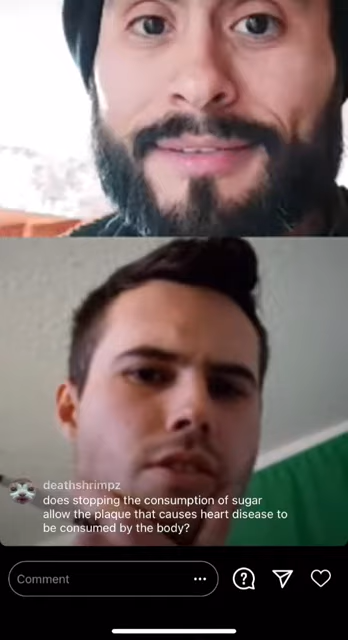 deathshrimpz
does stopping the consumption of sugar
allow the plaque that causes heart disease to
be consumed by the body?
Comment